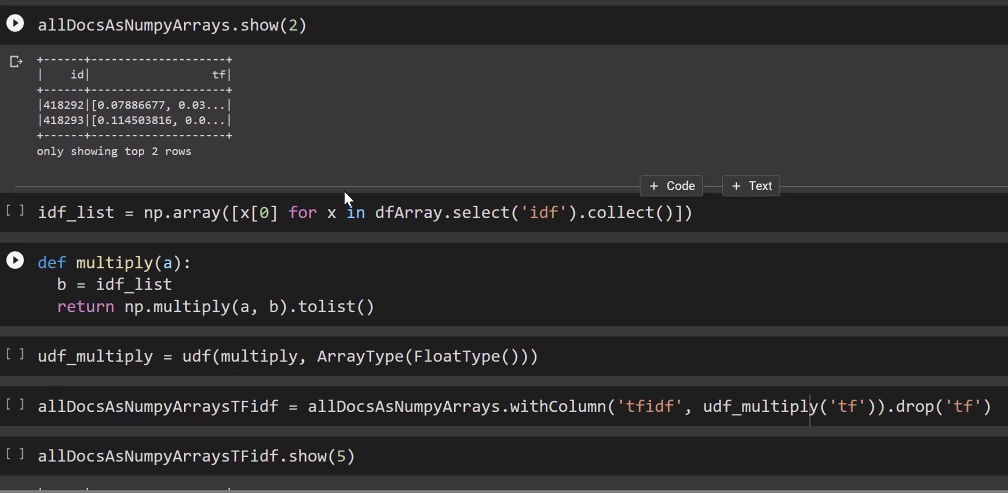 allDocsAsNumpyArrays.show(2)
+------+--------------------+
|    id|                  tf|
+------+--------------------+
|418292|[0.07886677, 0.03...|
|418293|[0.114503816, 0.0...|
+------+--------------------+
only showing top 2 rows
+ Code + Text
[ ] idf_list = np.array([x[0] for x in dfArray.select('idf').collect()])
def multiply(a):
  b = idf_list
  return np.multiply(a, b).tolist()
[ ] udf_multiply = udf(multiply, ArrayType(FloatType()))
[ ] allDocsAsNumpyArraysTFidf = allDocsAsNumpyArrays.withColumn('tfidf', udf_multiply('tf')).drop('tf')
[ ] allDocsAsNumpyArraysTFidf.show(5)